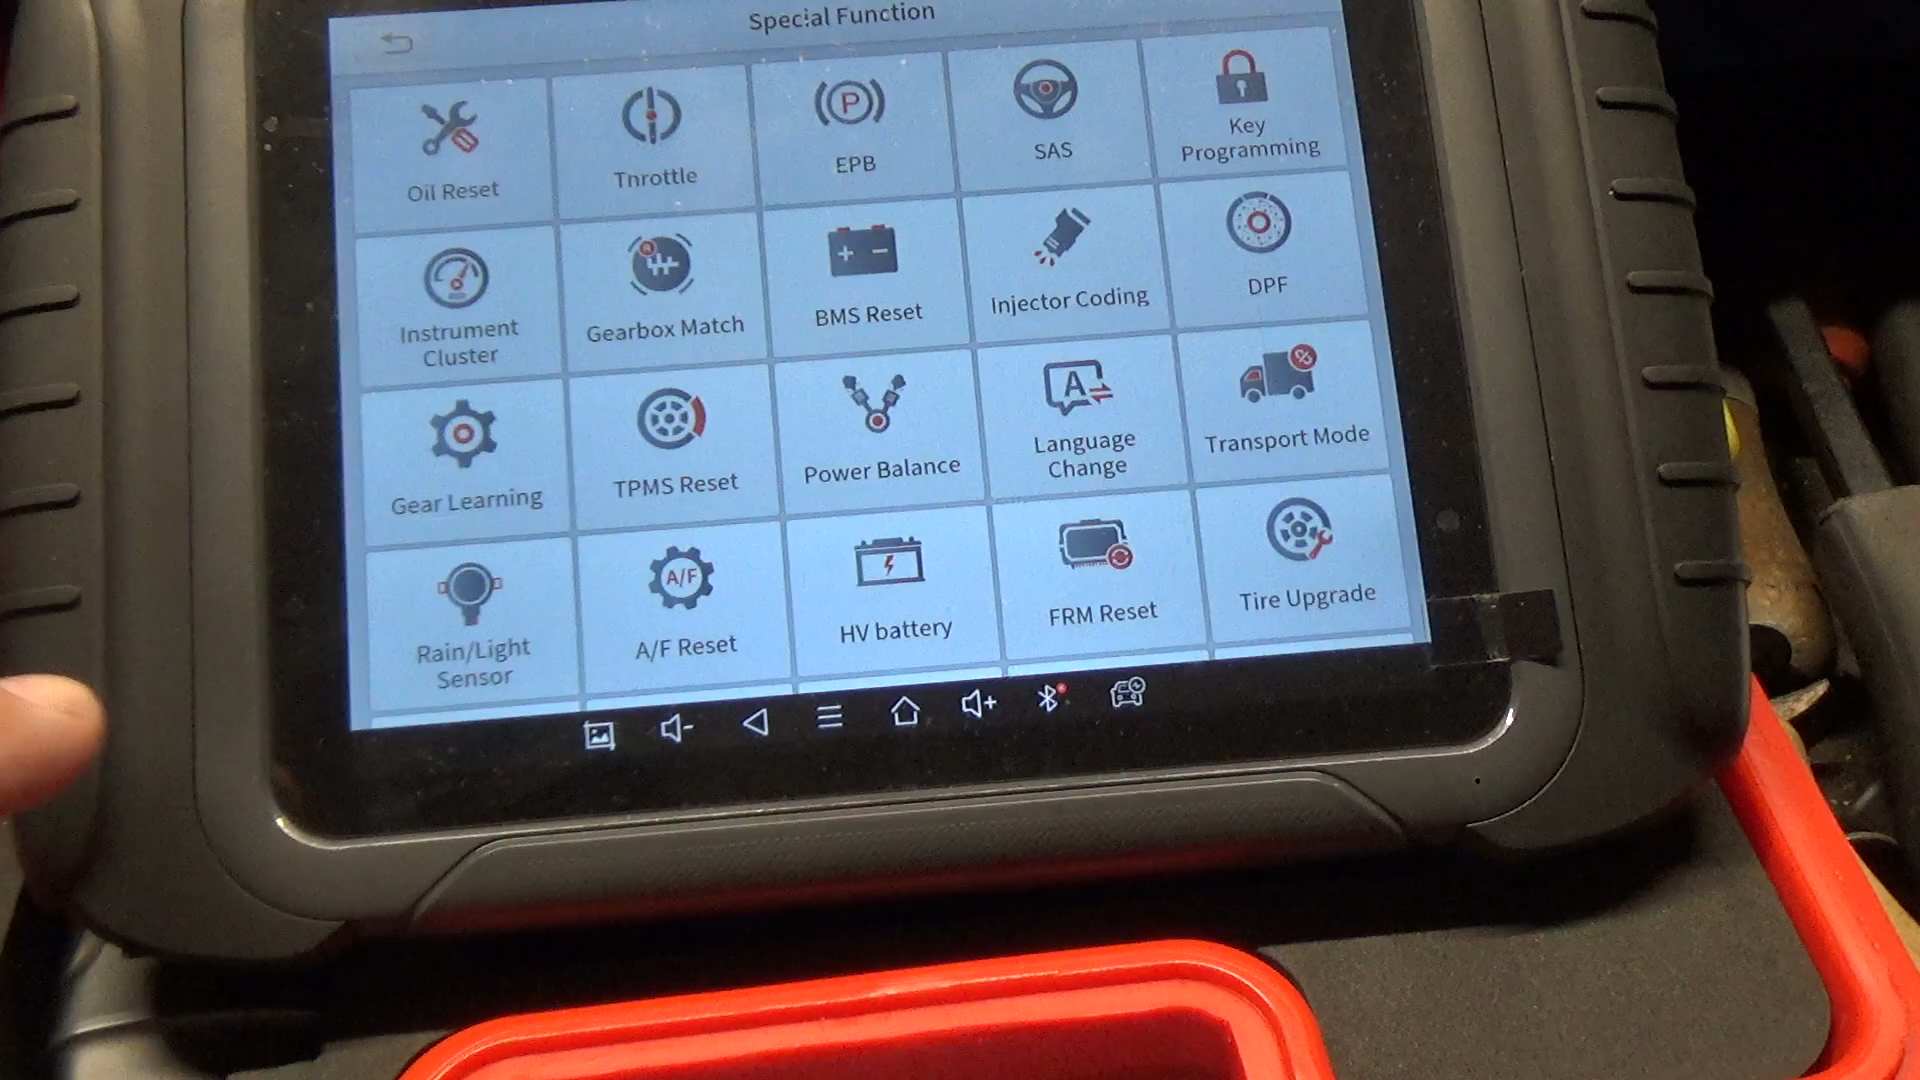 Special Function
Oil Reset
Throttle
EPB
SAS
Key
Programming
Instrument
Cluster
Gearbox Match
BMS Reset
Injector Coding
DPF
Gear Learning
TPMS Reset
Power Balance
Language
Change
Transport Mode
Rain/Light
Sensor
A/F
A/F Reset
HV battery
FRM Reset
Tire Upgrade